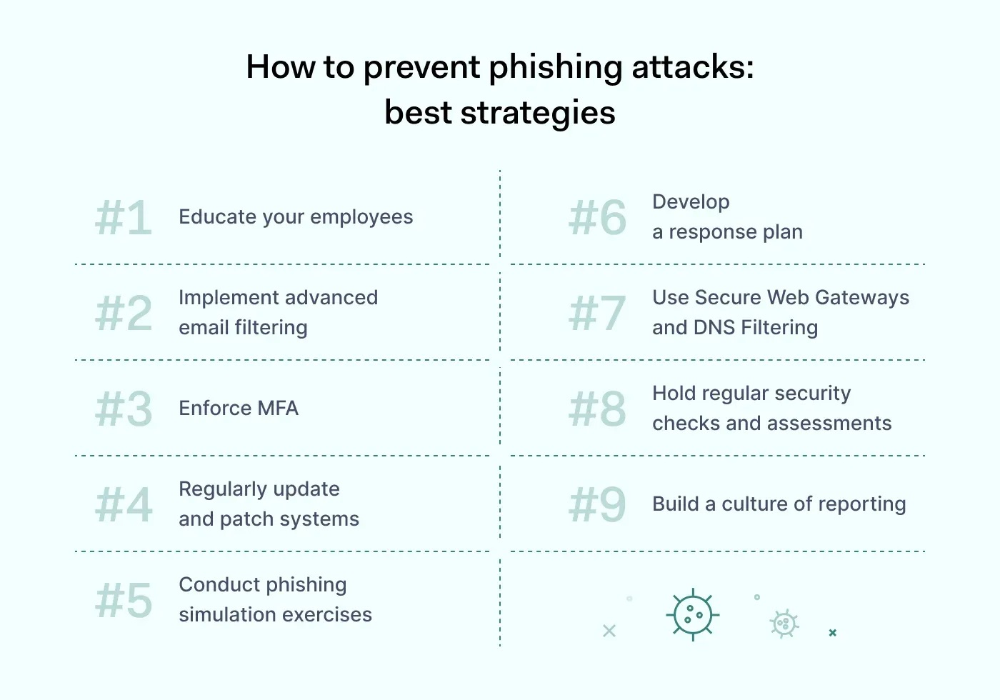 How to prevent phishing attacks:
best strategies
#1
Educate your employees
#2
Implement advanced
email filtering
#3
Enforce MFA
#4
Regularly update
and patch systems
#5
Conduct phishing
simulation exercises
#6
Develop
a response plan
#7
Use Secure Web Gateways
and DNS Filtering
#8
Hold regular security
checks and assessments
#9
Build a culture of reporting